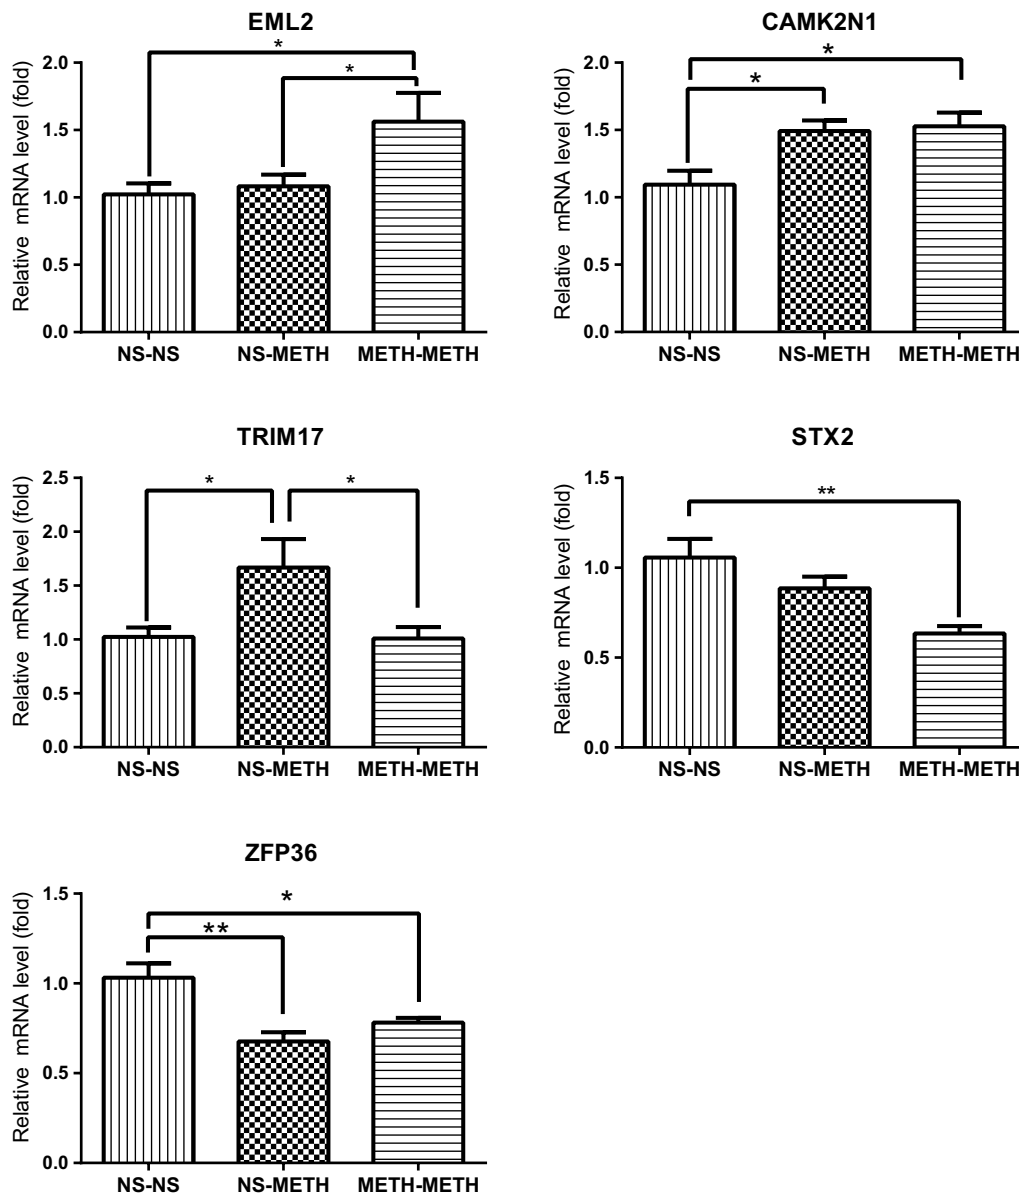 EML2
Relative mRNA level (fold)
2.0
1.5
1.0
0.5
0.0
*
*
NS-NS NS-METH METH-METH
CAMK2N1
Relative mRNA level (fold)
2.0
1.5
1.0
0.5
0.0
*
*
NS-NS NS-METH METH-METH
TRIM17
Relative mRNA level (fold)
2.5
2.0
1.5
1.0
0.5
0.0
* *
NS-NS NS-METH METH-METH
STX2
Relative mRNA level (fold)
1.5
1.0
0.5
0.0
**
NS-NS NS-METH METH-METH
ZFP36
Relative mRNA level (fold)
1.5
1.0
0.5
0.0
*
**
NS-NS NS-METH METH-METH